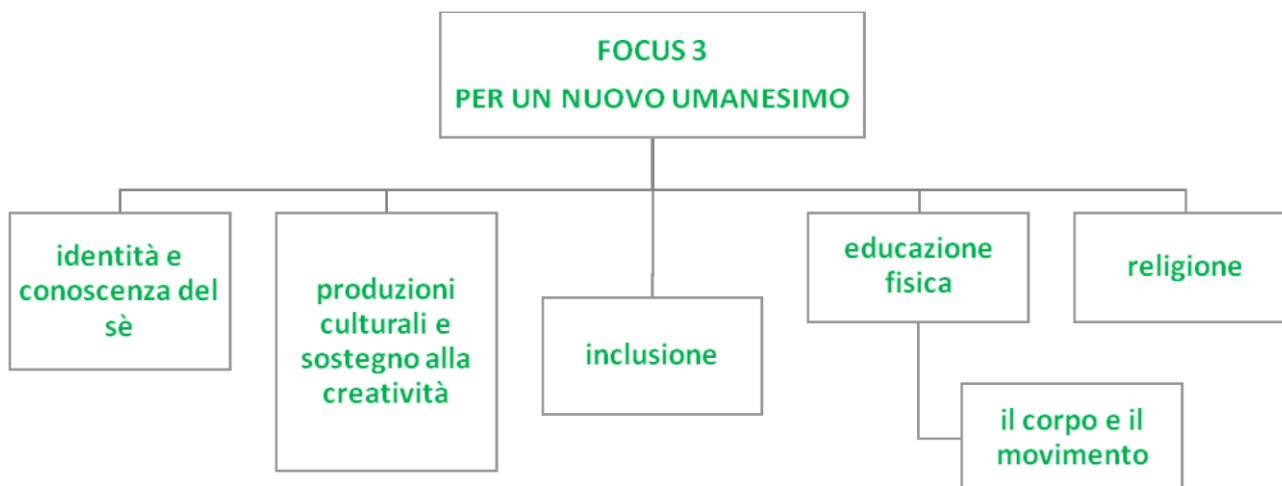 FOCUS 3
PER UN NUOVO UMANESIMO
identità e
conoscenza del
sè
produzioni
culturali e
sostegno alla
creatività
inclusione
educazione
fisica
religione
il corpo e il
movimento